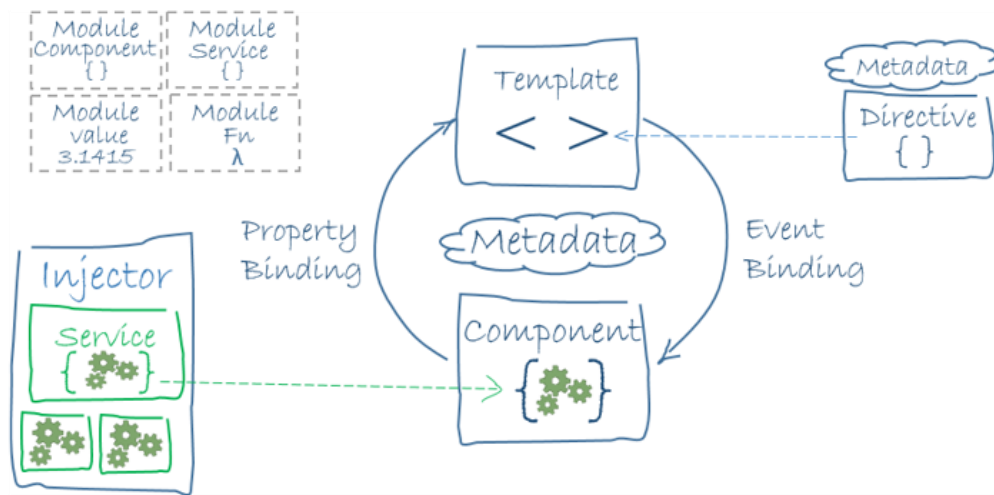 Module
Component
{ }
Module
Service
{ }
Module
value
3.1415
Module
Fn
λ
Template
< >
Metadata
Directive
{ }
Property
Binding
Metadata
Event
Binding
Injector
Service
{ }
Component
{ }